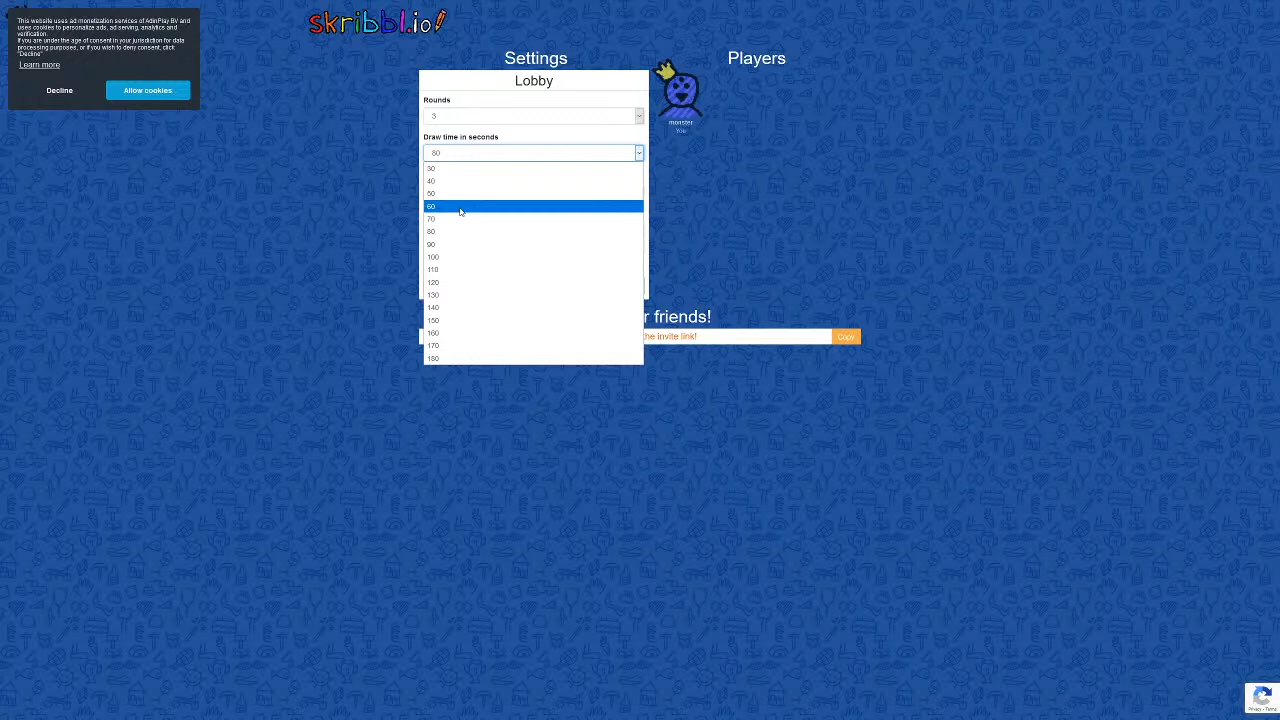 This website uses ad monetization services of AdinPlay BV and
uses cookies to personalize ads, ad serving, analytics and
verification.
If you are under the age of consent in your jurisdiction for data
processing purposes, or if you wish to deny consent, click
"Decline"
Learn more
Decline
Allow cookies
skribbl.io
Settings
Players
Lobby
Rounds
3
Draw time in seconds
80
30
40
50
60
70
80
90
100
110
120
130
140
150
160
170
180
monster
You
r friends!
the invite link!
Copy
Privacy - Terms